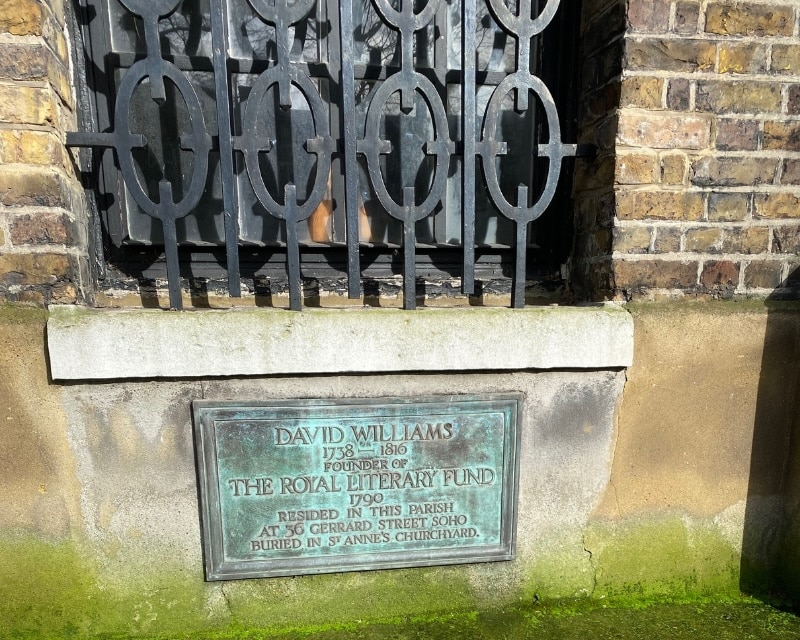 DAVID WILLIAMS
1738 — 1816
FOUNDER OF
THE ROYAL LITERARY FUND
1790
RESIDED IN THIS PARISH
AT 36 GERRARD STREET SOHO
BURIED IN ST ANNE'S CHURCHYARD.